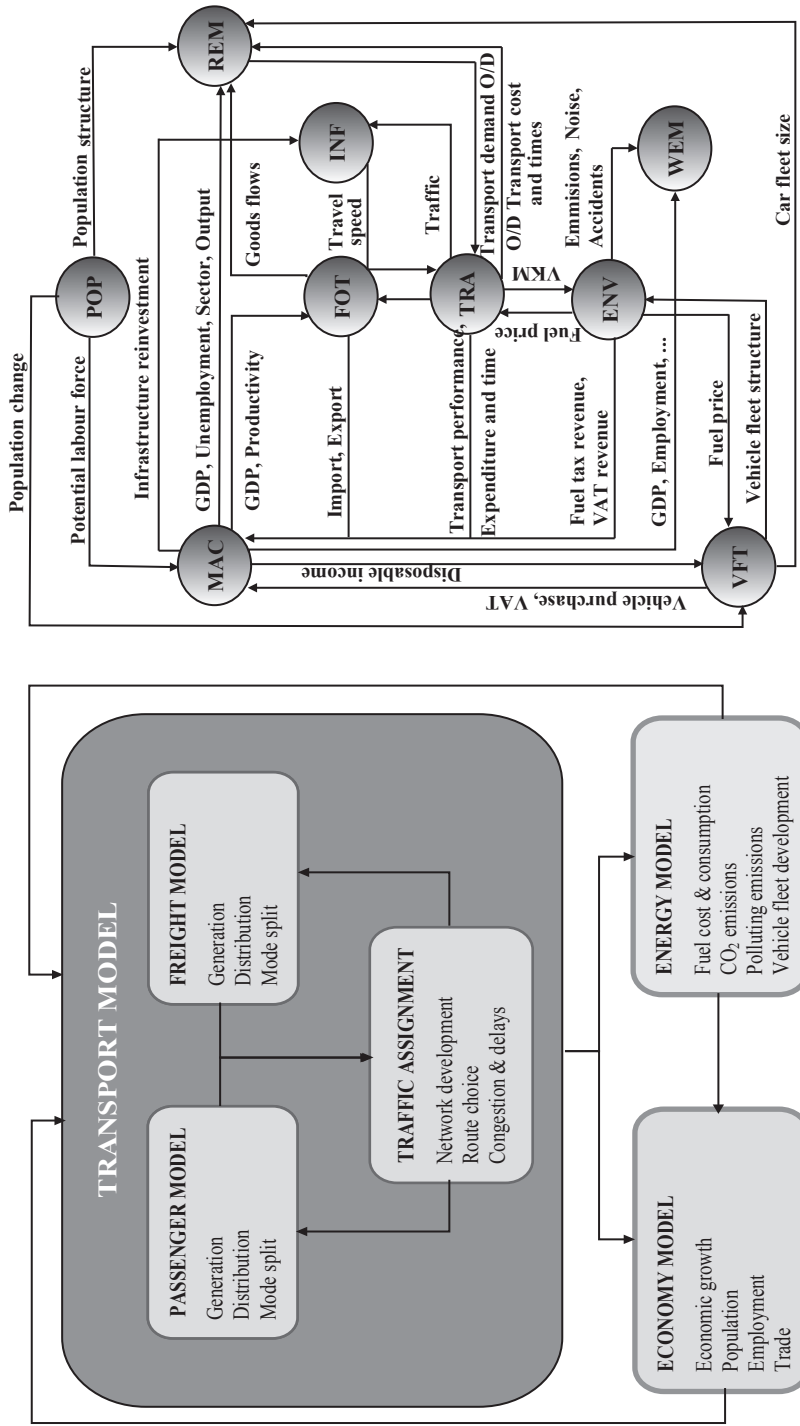 TRANSPORT MODEL
PASSENGER MODEL
Generation
Distribution
Mode split
FREIGHT MODEL
Generation
Distribution
Mode split
TRAFFIC ASSIGNMENT
Network development
Route choice
Congestion & delays
ECONOMY MODEL
Economic growth
Population
Employment
Trade
ENERGY MODEL
Fuel cost & consumption
CO₂ emissions
Polluting emissions
Vehicle fleet development
Population change
POP
Potential labour force
Population structure
Infrastructure reinvestment
MAC
GDP, Unemployment, Sector, Output
REM
GDP, Productivity
Goods flows
INF
FOT
Travel
speed
Import, Export
Traffic
Transport performance,
Expenditure and time
TRA
Transport demand O/D
O/D Transport cost
and times
VKM
Fuel price
Disposable income
Vehicle purchase, VAT
Fuel tax revenue,
VAT revenue
ENV
Emmisions, Noise,
Accidents
GDP, Employment, ...
WEM
Fuel price
VFT
Vehicle fleet structure
Car fleet size